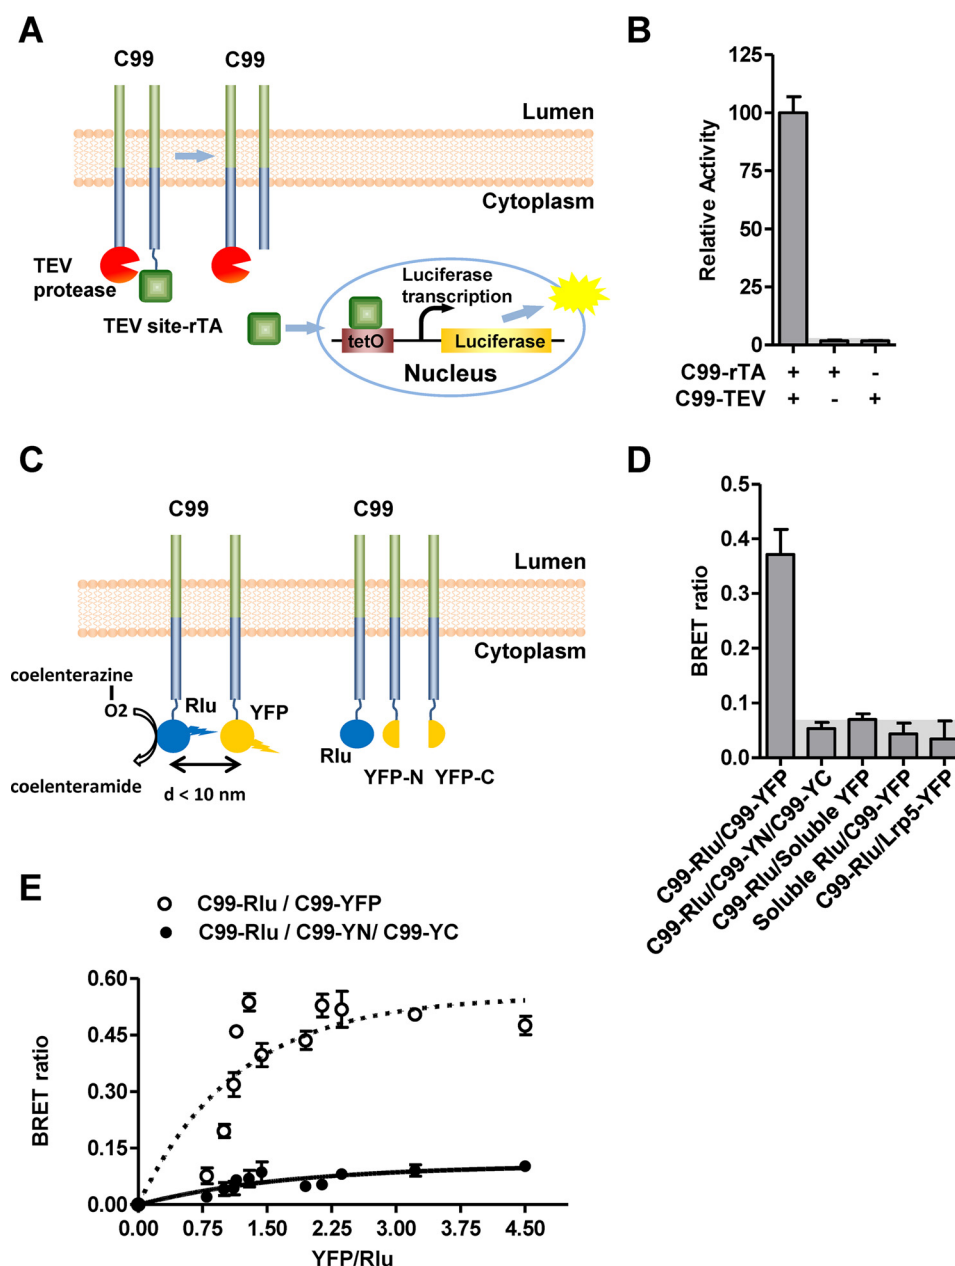 A
C99 C99
Lumen
Cytoplasm
TEV
protease
TEV site-rTA
Luciferase
transcription
tetO
Luciferase
Nucleus
B
Relative Activity
125
100
75
50
25
0
C99-rTA + + -
C99-TEV + - +
C
C99 C99
Lumen
Cytoplasm
coelenterazine
O2
coelenteramide
Rlu YFP
d < 10 nm
Rlu
YFP-N YFP-C
D
BRET ratio
0.5
0.4
0.3
0.2
0.1
0.0
C99-Rlu/C99-YFP
C99-Rlu/C99-YN/C99-YC
C99-Rlu/Soluble YFP
Soluble Rlu/C99-YFP
C99-Rlu/Lrp5-YFP
E
C99-Rlu / C99-YFP
C99-Rlu / C99-YN/ C99-YC
BRET ratio
0.60
0.45
0.30
0.15
0.00
0.00 0.75 1.50 2.25 3.00 3.75 4.50
YFP/Rlu